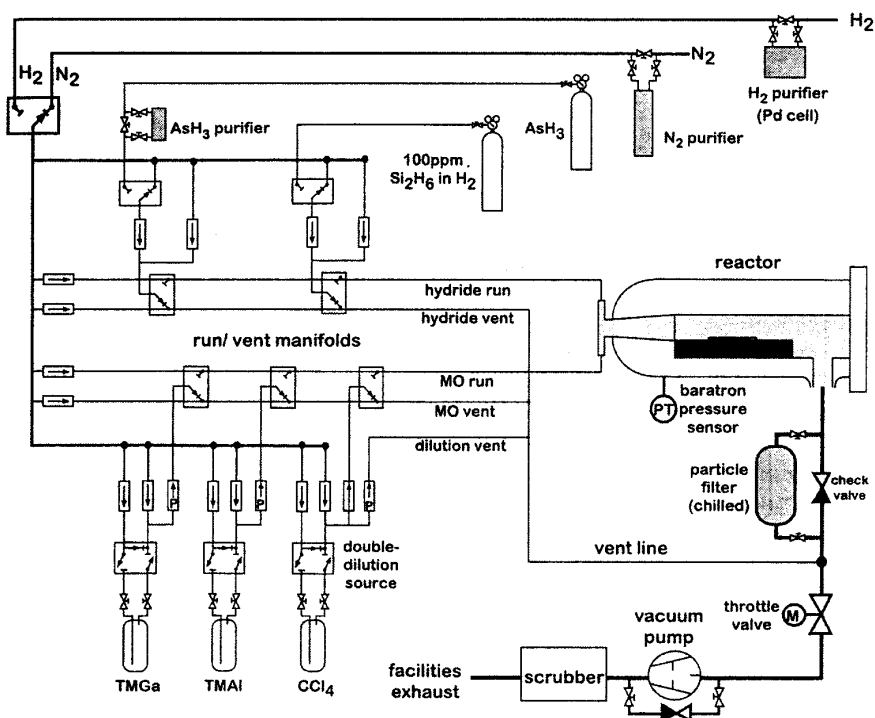 H2
H2
N2
N2
H2 purifier
(Pd cell)
N2 purifier
AsH3 purifier
AsH3
100ppm.
Si2H6 in H2
reactor
hydride run
hydride vent
run/ vent manifolds
MO run
MO vent
dilution vent
PT
baratron
pressure
sensor
P
P
P
particle
filter
(chilled)
check
valve
double-
dilution
source
vent line
throttle
valve
M
vacuum
pump
TMGa
TMAl
CCl4
facilities
exhaust
scrubber